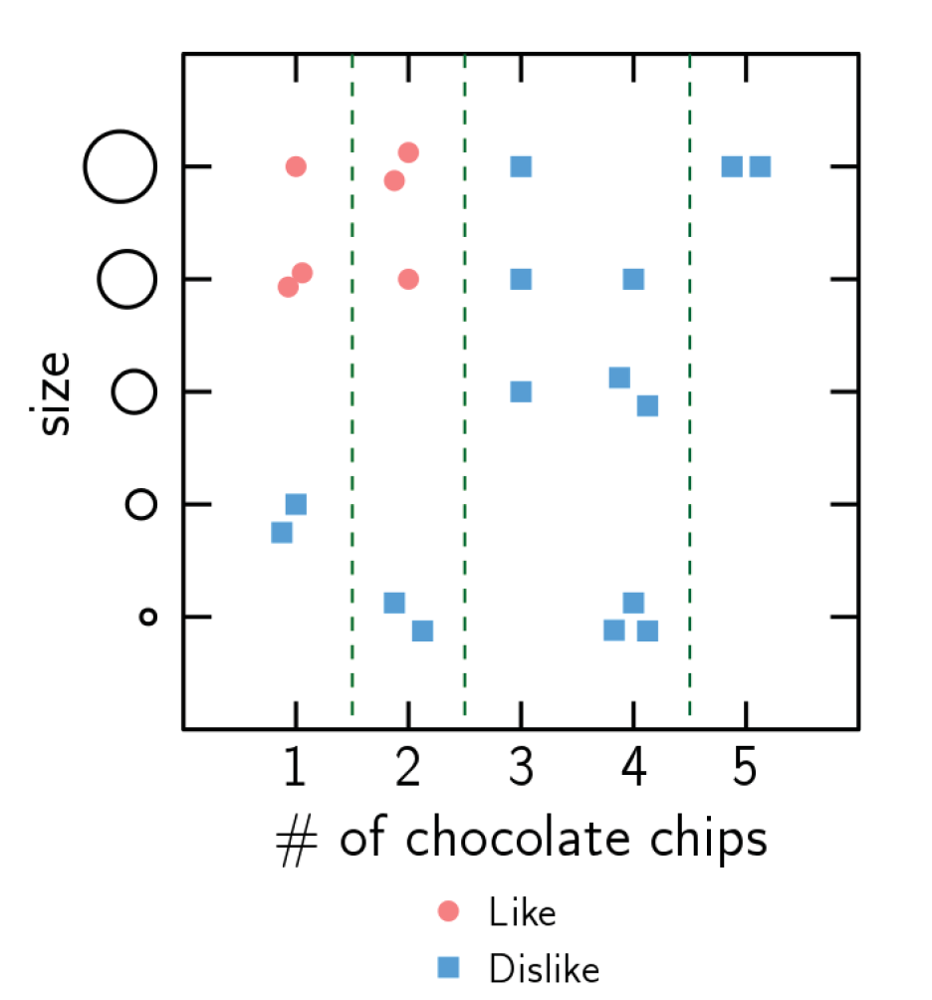 size
1 2 3 4 5
# of chocolate chips
Like
Dislike